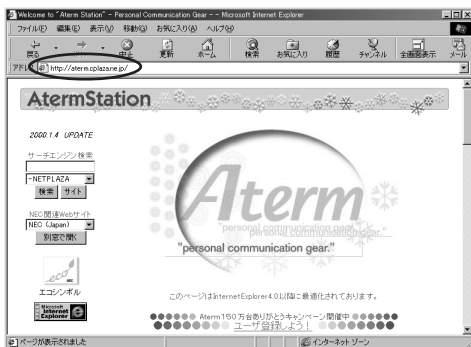 Welcome to "Aterm Station" - Personal Communication Gear - - Microsoft Internet Explorer
ファイル(F) 編集(E) 表示(V) 移動(G) お気に入り(A) ヘルプ(H)
戻る 中止 更新 ホーム 検索 お気に入り 履歴 チャンネル 全画面表示 メール
http://aterm.cplaza.ne.jp/
AtermStation
2000.1.4 UPDATE
サーチエンジン検索
-NETPLAZA
検索 サイト
NEC関連Webサイト
NEC (Japan)
別窓で開く
eco
エコシンボル
Microsoft Internet Explorer
Aterm
"personal communication gear."
"personal communication gear."
このページはInternetExplorer4.0以降に最適化されております。
Aterm150万台ありがとうキャンペーン開催中
ユーザ登録しよう!
ページが表示されました
インターネット ゾーン